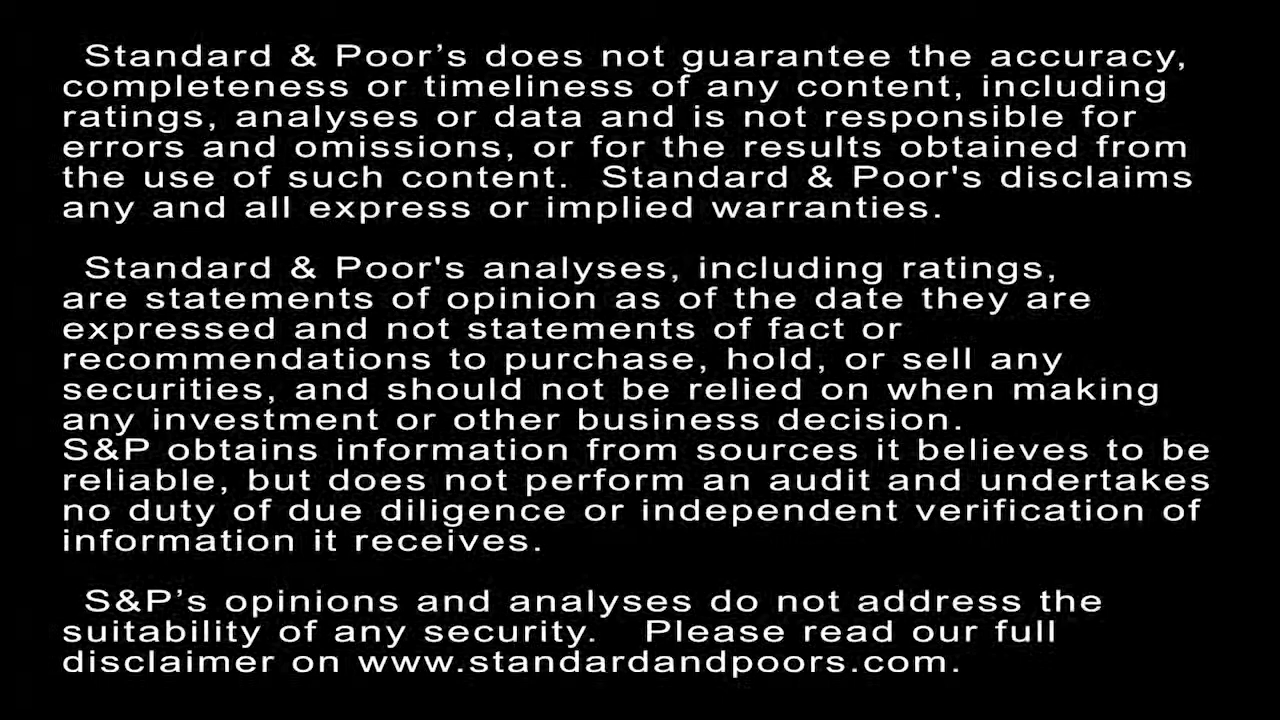 Standard & Poor’s does not guarantee the accuracy,
completeness or timeliness of any content, including
ratings, analyses or data and is not responsible for
errors and omissions, or for the results obtained from
the use of such content.  Standard & Poor's disclaims
any and all express or implied warranties.
Standard & Poor's analyses, including ratings,
are statements of opinion as of the date they are
expressed and not statements of fact or
recommendations to purchase, hold, or sell any
securities, and should not be relied on when making
any investment or other business decision.
S&P obtains information from sources it believes to be
reliable, but does not perform an audit and undertakes
no duty of due diligence or independent verification of
information it receives.
S&P’s opinions and analyses do not address the
suitability of any security.   Please read our full
disclaimer on www.standardandpoors.com.